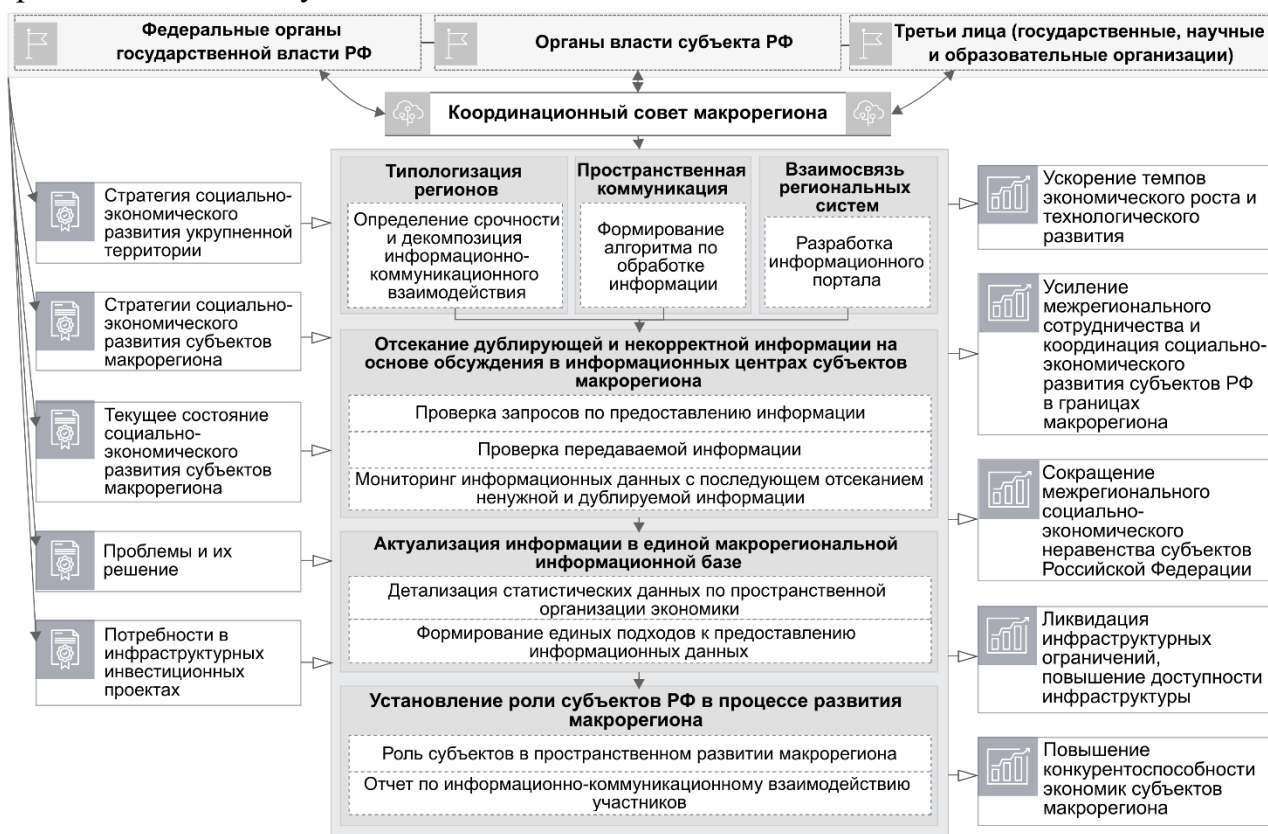 Федеральные органы
государственной власти РФ
Органы власти субъекта РФ
Третьи лица (государственные, научные
и образовательные организации)
Координационный совет макрорегиона
Стратегия социально-
экономического
развития укрупненной
территории
Стратегии социально-
экономического
развития субъектов
макрорегиона
Текущее состояние
социально-
экономического
развития субъектов
макрорегиона
Проблемы и их
решение
Потребности в
инфраструктурных
инвестиционных
проектах
Типологизация
регионов
Определение срочности
и декомпозиция
информационно-
коммуникационного
взаимодействия
Пространственная
коммуникация
Формирование
алгоритма по
обработке
информации
Взаимосвязь
региональных
систем
Разработка
информационного
портала
Отсекание дублирующей и некорректной информации на
основе обсуждения в информационных центрах субъектов
макрорегиона
Проверка запросов по предоставлению информации
Проверка передаваемой информации
Мониторинг информационных данных с последующем отсеканием
ненужной и дублируемой информации
Актуализация информации в единой макрорегиональной
информационной базе
Детализация статистических данных по пространственной
организации экономики
Формирование единых подходов к предоставлению
информационных данных
Установление роли субъектов РФ в процессе развития
макрорегиона
Роль субъектов в пространственном развитии макрорегиона
Отчет по информационно-коммуникационному взаимодействию
участников
Ускорение темпов
экономического роста и
технологического
развития
Усиление
межрегионального
сотрудничества и
координация социально-
экономического
развития субъектов РФ
в границах
макрорегиона
Сокращение
межрегионального
социально-
экономического
неравенства субъектов
Российской Федерации
Ликвидация
инфраструктурных
ограничений,
повышение доступности
инфраструктуры
Повышение
конкурентоспособности
экономик субъектов
макрорегиона